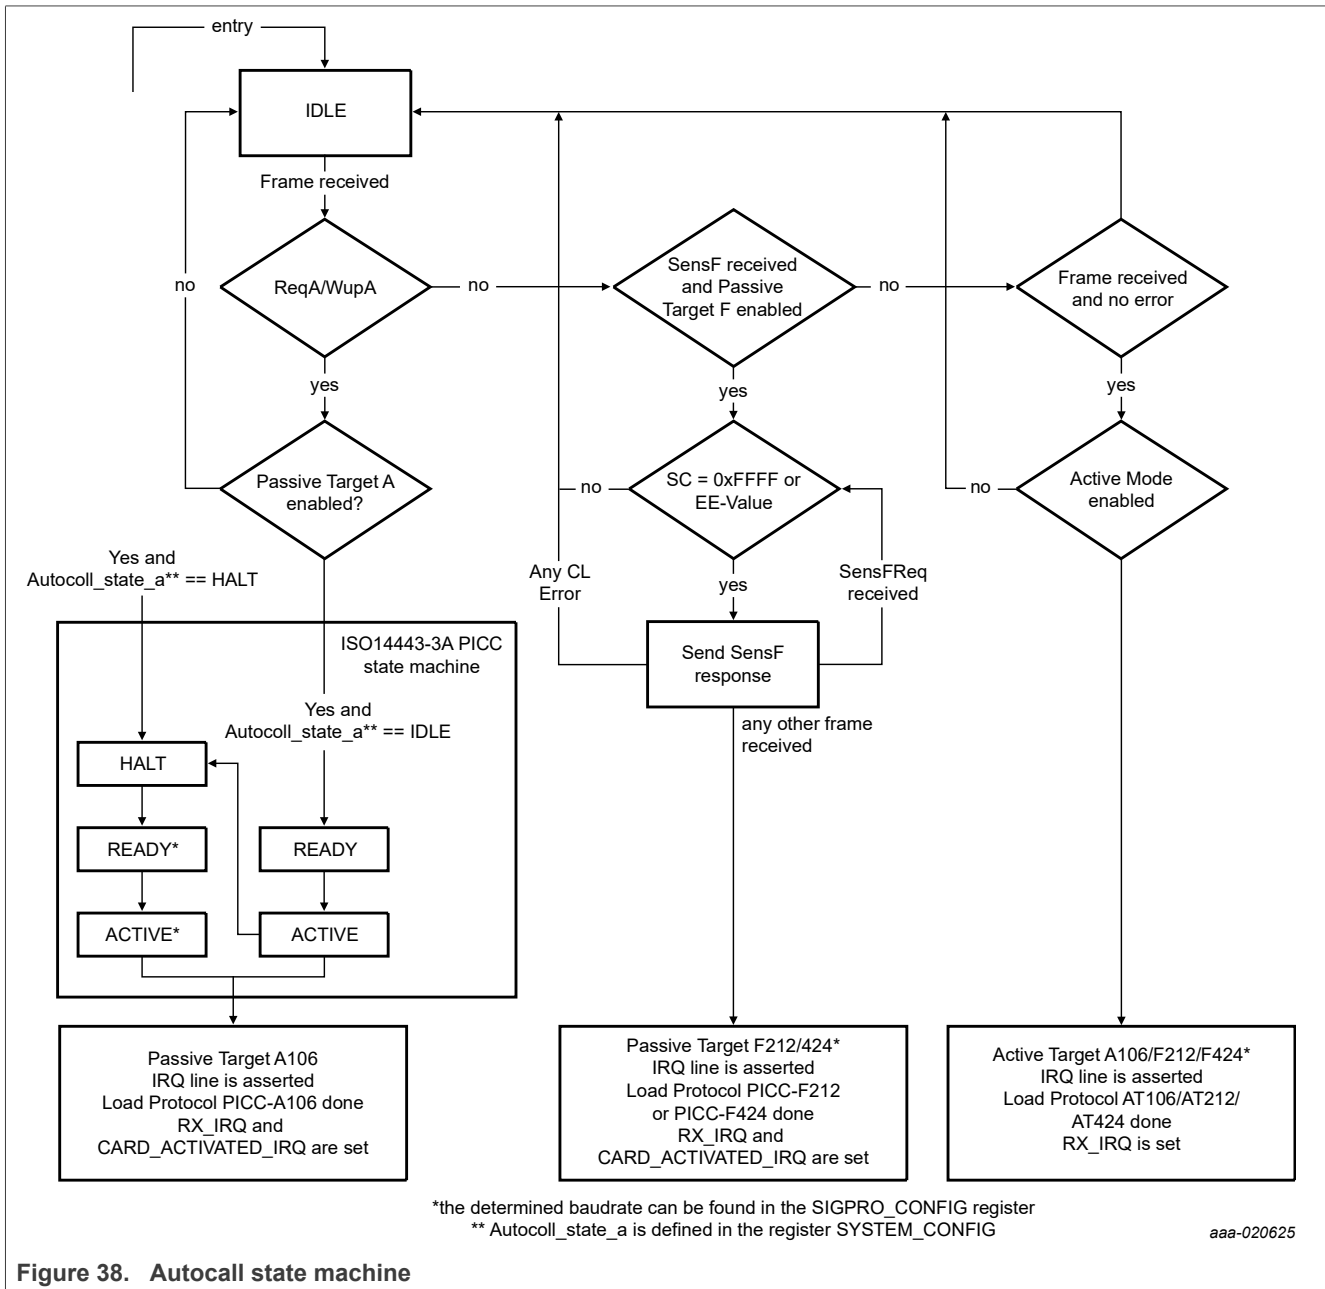 entry
IDLE
Frame received
no
ReqA/WupA
no
SensF received
and Passive
Target F enabled
no
Frame received
and no error
yes
yes
yes
Passive Target A
enabled?
no
SC = 0xFFFF or
EE-Value
no
Active Mode
enabled
Yes and
Autocoll_state_a** == HALT
Any CL
Error
yes
SensFReq
received
ISO14443-3A PICC
state machine
Send SensF
response
Yes and
Autocoll_state_a** == IDLE
any other frame
received
HALT
READY*
READY
ACTIVE*
ACTIVE
Passive Target A106
IRQ line is asserted
Load Protocol PICC-A106 done
RX_IRQ and
CARD_ACTIVATED_IRQ are set
Passive Target F212/424*
IRQ line is asserted
Load Protocol PICC-F212
or PICC-F424 done
RX_IRQ and
CARD_ACTIVATED_IRQ are set
Active Target A106/F212/F424*
IRQ line is asserted
Load Protocol AT106/AT212/
AT424 done
RX_IRQ is set
*the determined baudrate can be found in the SIGPRO_CONFIG register
** Autocoll_state_a is defined in the register SYSTEM_CONFIG
aaa-020625
Figure 38. Autocall state machine